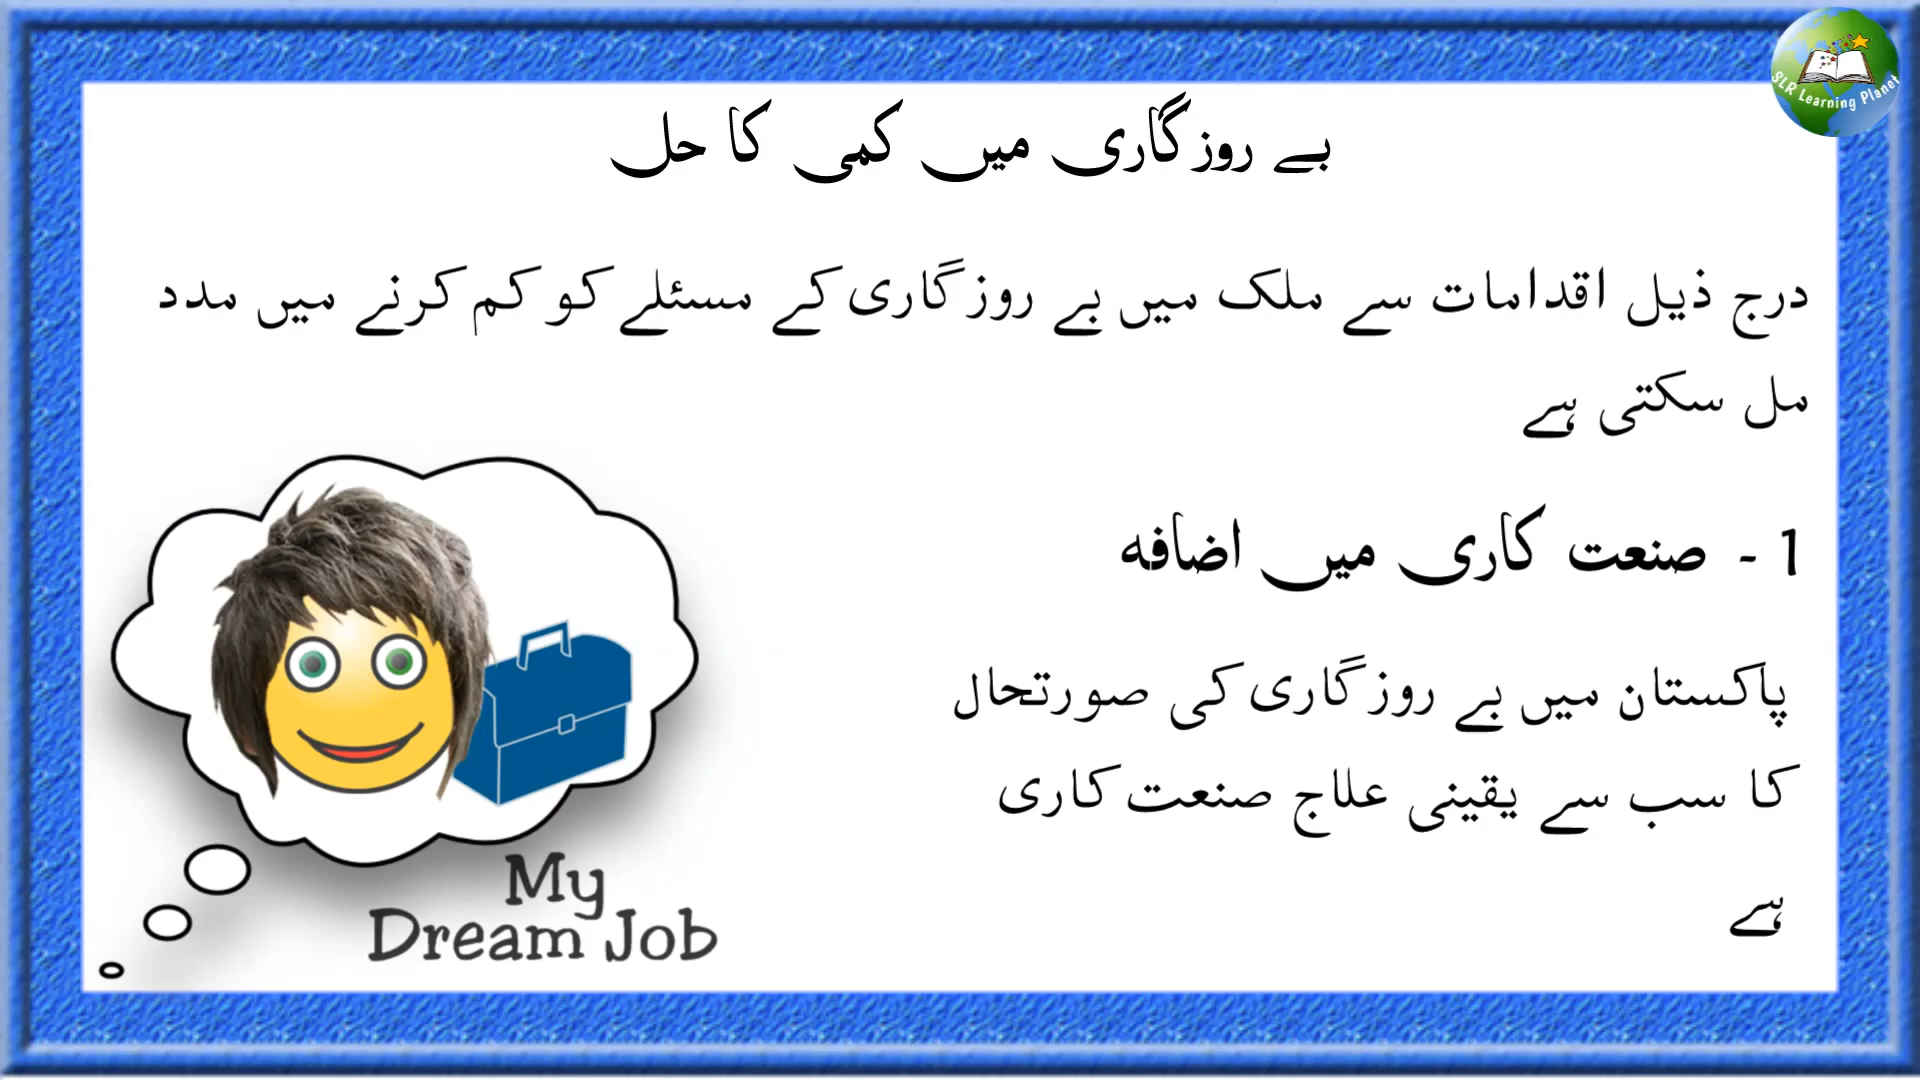 SLR Learning Planet
بے روزگاری میں کمی کا حل
درج ذیل اقدامات سے ملک میں بے روزگاری کے مسئلے کو کم کرنے میں مدد
مل سکتی ہے
1 - صنعت کاری میں اضافہ
پاکستان میں بے روزگاری کی صورتحال
کا سب سے یقینی علاج صنعت کاری
ہے
My
Dream Job